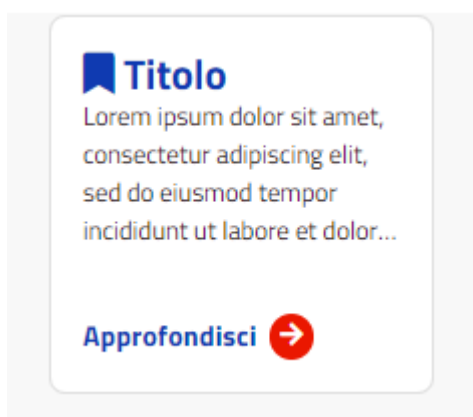 Titolo
Lorem ipsum dolor sit amet,
consectetur adipiscing elit,
sed do eiusmod tempor
incididunt ut labore et dolor...
Approfondisci